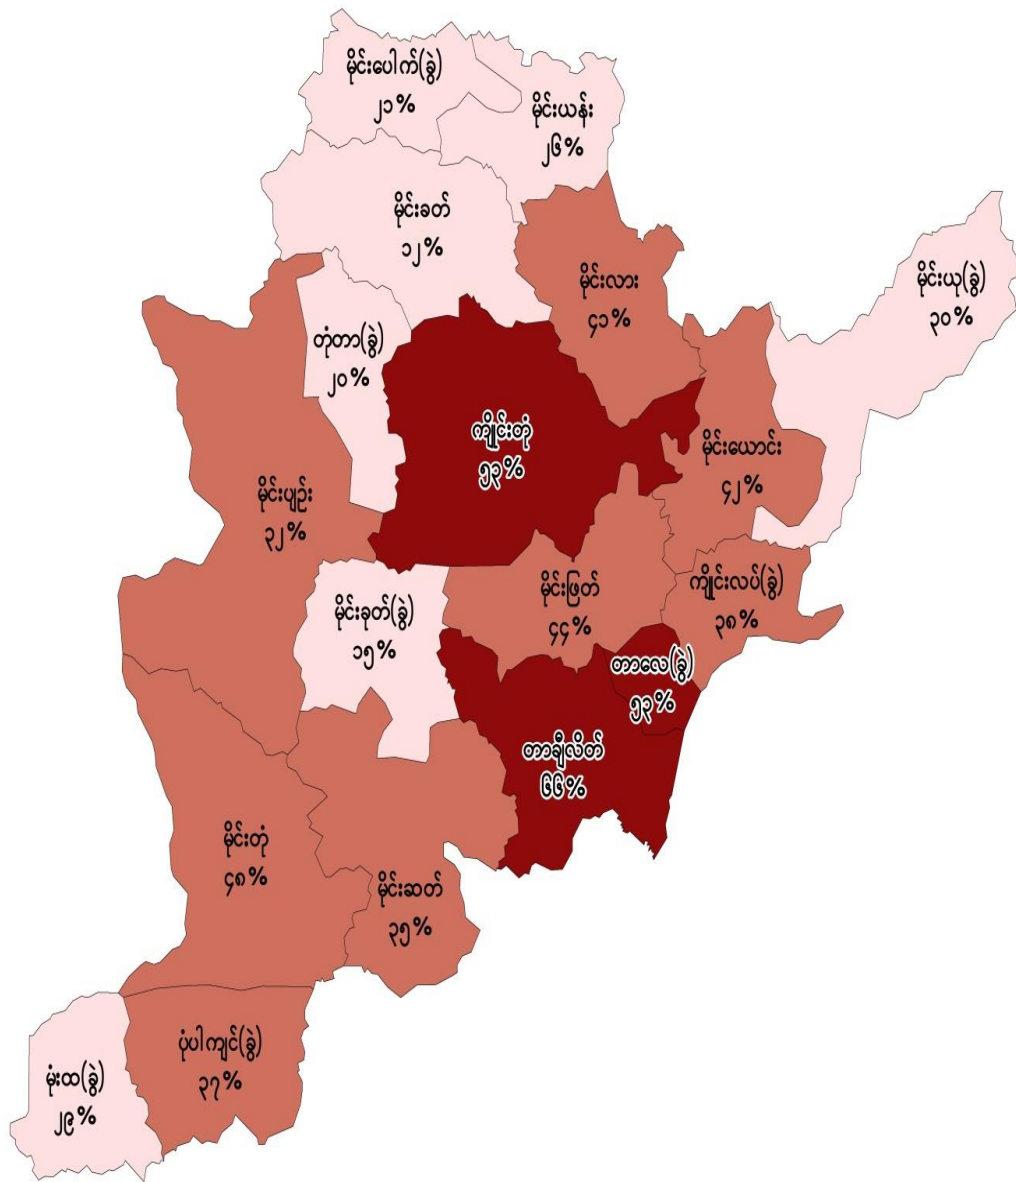 မိုင်းပေါက်(ခွဲ)
၂၁%
မိုင်းယန်း
၂၆%
မိုင်းခတ်
၁၂%
မိုင်းလား
၄၁%
မိုင်းယု(ခွဲ)
၃၀%
တုံတာ(ခွဲ)
၂၀%
ကျိုင်းတုံ
၅၃%
မိုင်းယောင်း
၄၂%
မိုင်းပျဉ်း
၃၂%
မိုင်းဖြတ်
၄၄%
ကျိုင်းလပ်(ခွဲ)
၃၈%
မိုင်းခုတ်(ခွဲ)
၁၅%
တာလေ(ခွဲ)
၅၃%
တာချီလိတ်
၆၆%
မိုင်းတုံ
၄၈%
မိုင်းဆတ်
၃၅%
ပုံပါကျင်(ခွဲ)
၃၇%
မုံးထ(ခွဲ)
၂၉%